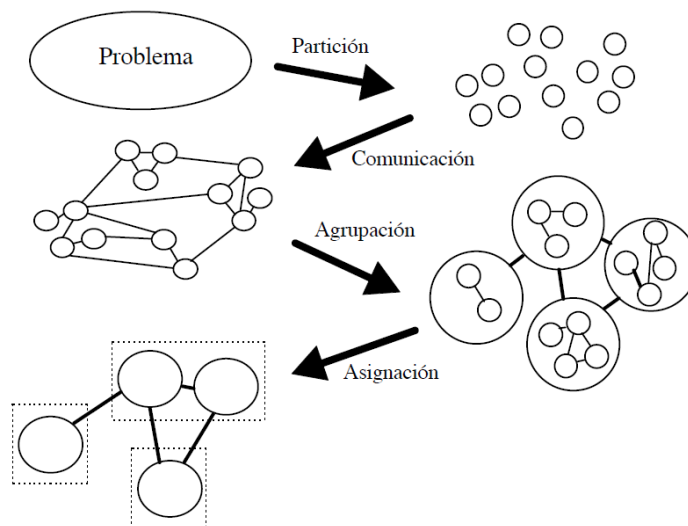 Problema
Partición
Comunicación
Agrupación
Asignación